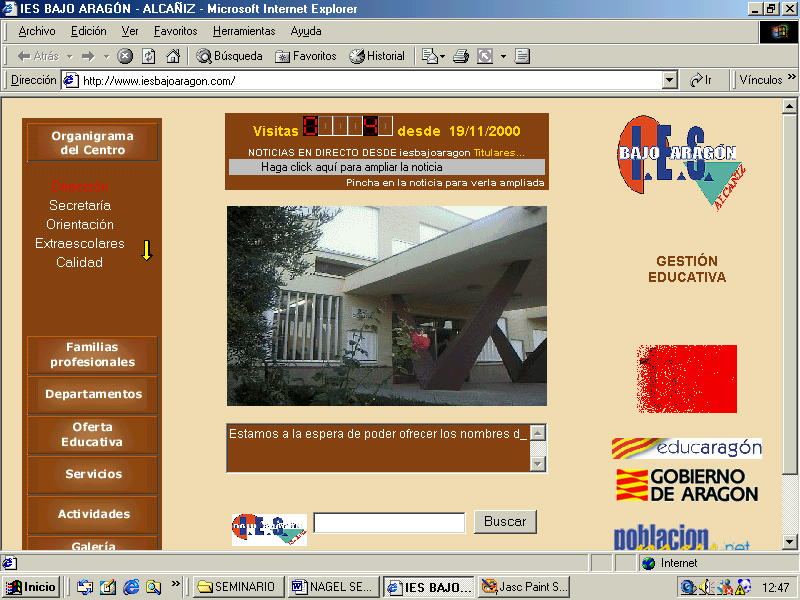 IES BAJO ARAGÓN - ALCAÑIZ - Microsoft Internet Explorer
Archivo Edición Ver Favoritos Herramientas Ayuda
Atrás Búsqueda Favoritos Historial
Dirección http://www.iesbajoaragon.com/ Ir Vínculos »
Organigrama
del Centro
Dirección
Secretaría
Orientación
Extraescolares
Calidad
Familias
profesionales
Departamentos
Oferta
Educativa
Servicios
Actividades
Galería
Visitas desde 19/11/2000
NOTICIAS EN DIRECTO DESDE iesbajoaragon Titulares...
Haga click aquí para ampliar la noticia
Pincha en la noticia para verla ampliada
Estamos a la espera de poder ofrecer los nombres d_
BAJO ARAGÓN
I.E.S.
Buscar
I.E.S.
BAJO ARAGÓN
ALCAÑIZ
GESTIÓN
EDUCATIVA
educaragón
GOBIERNO
DE ARAGON
poblacion
.net
Internet
Inicio » SEMINARIO NAGEL SE... IES BAJO... Jasc Paint S... 12:47